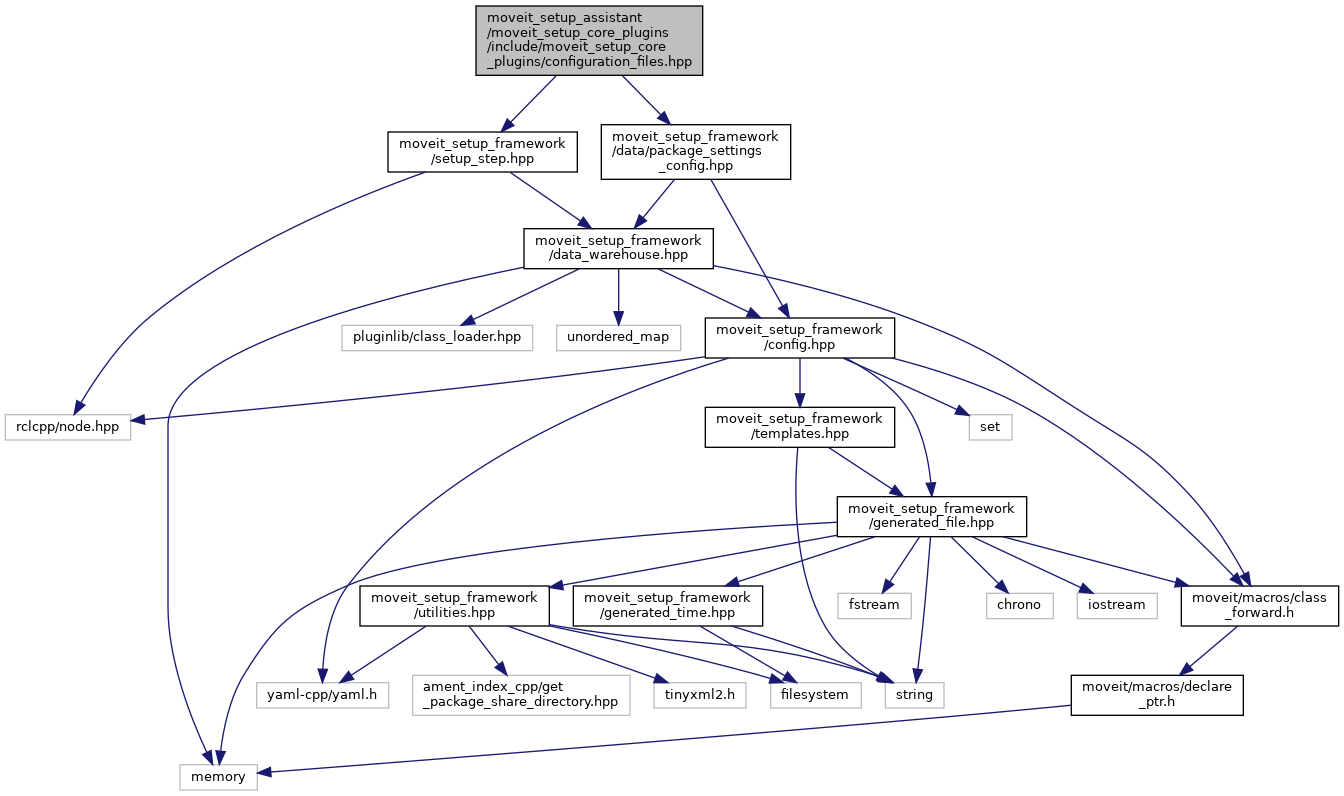 moveit_setup_assistant
/moveit_setup_core_plugins
/include/moveit_setup_core
_plugins/configuration_files.hpp
moveit_setup_framework
/setup_step.hpp
moveit_setup_framework
/data/package_settings
_config.hpp
moveit_setup_framework
/data_warehouse.hpp
pluginlib/class_loader.hpp
unordered_map
moveit_setup_framework
/config.hpp
rclcpp/node.hpp
moveit_setup_framework
/templates.hpp
set
moveit_setup_framework
/generated_file.hpp
moveit_setup_framework
/utilities.hpp
moveit_setup_framework
/generated_time.hpp
fstream
chrono
iostream
moveit/macros/class
_forward.h
yaml-cpp/yaml.h
ament_index_cpp/get
_package_share_directory.hpp
tinyxml2.h
filesystem
string
moveit/macros/declare
_ptr.h
memory